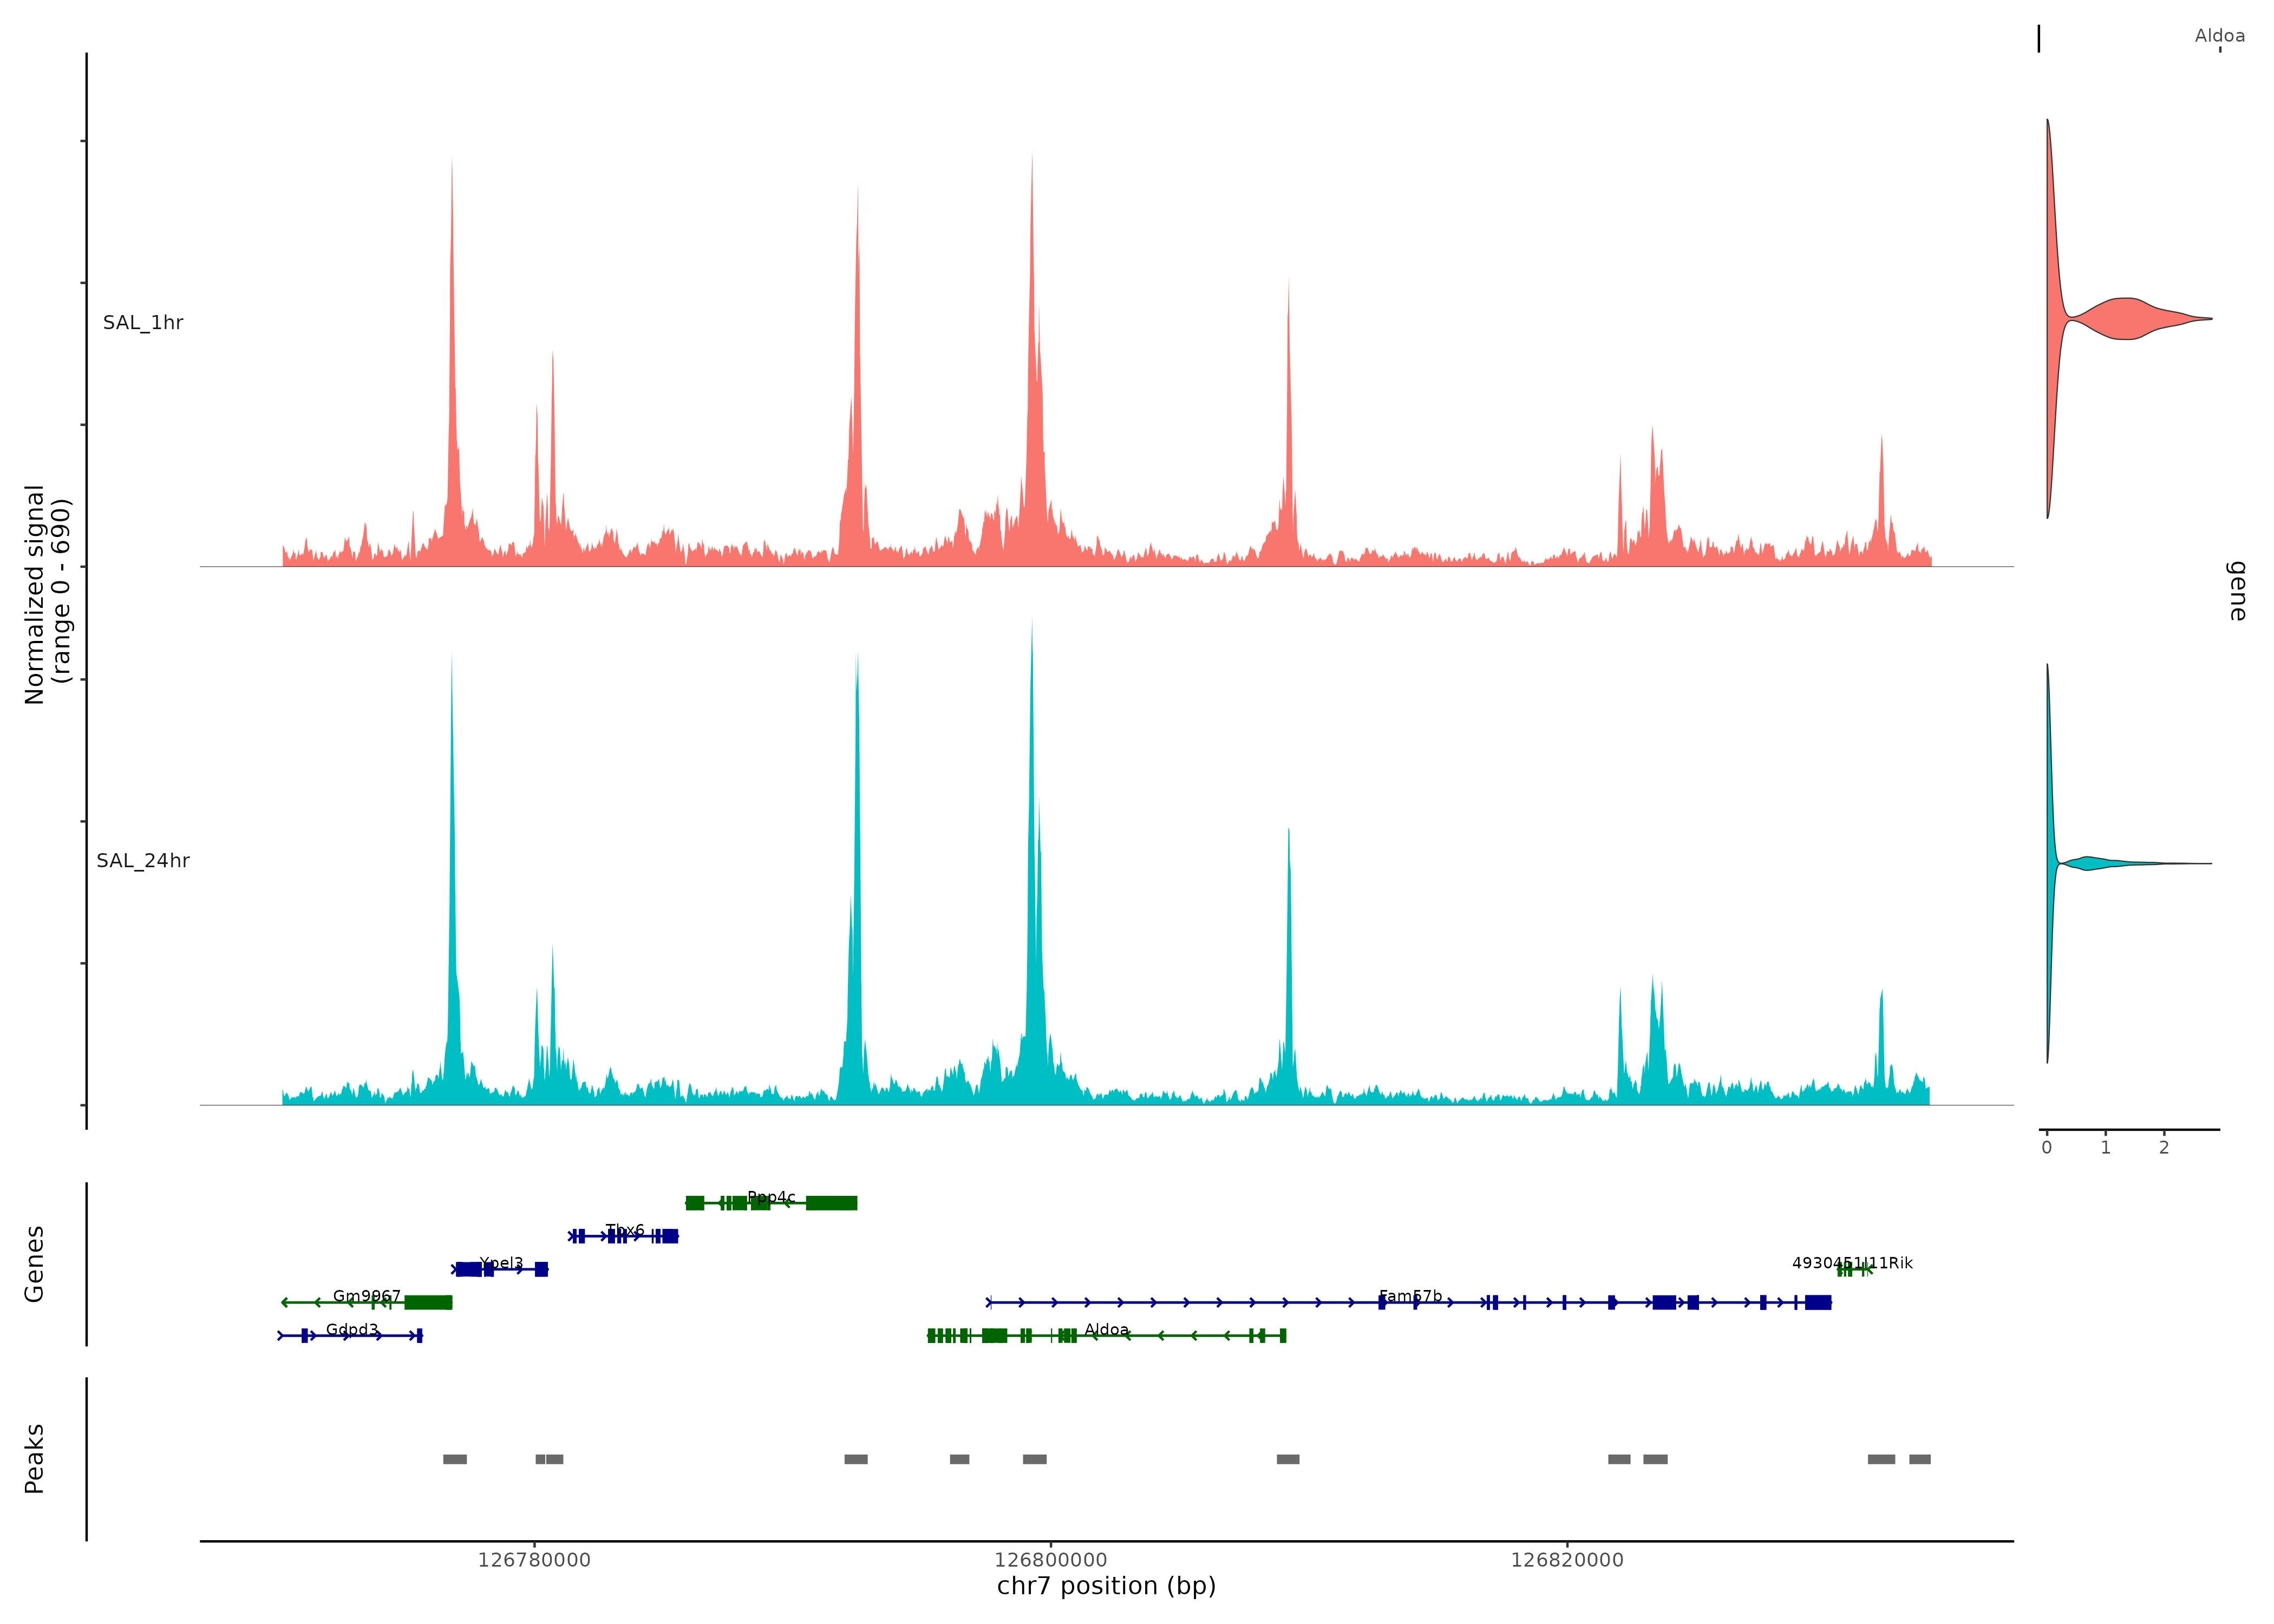 Aldoa
SAL_1hr
Normalized signal
(range 0 - 690)
gene
SAL_24hr
0 1 2
Genes
Ppp4c
Tbx6
Ypel3
4930451I11Rik
Gm9967
Fam57b
Gdpd3
Aldoa
Peaks
126780000 126800000 126820000
chr7 position (bp)